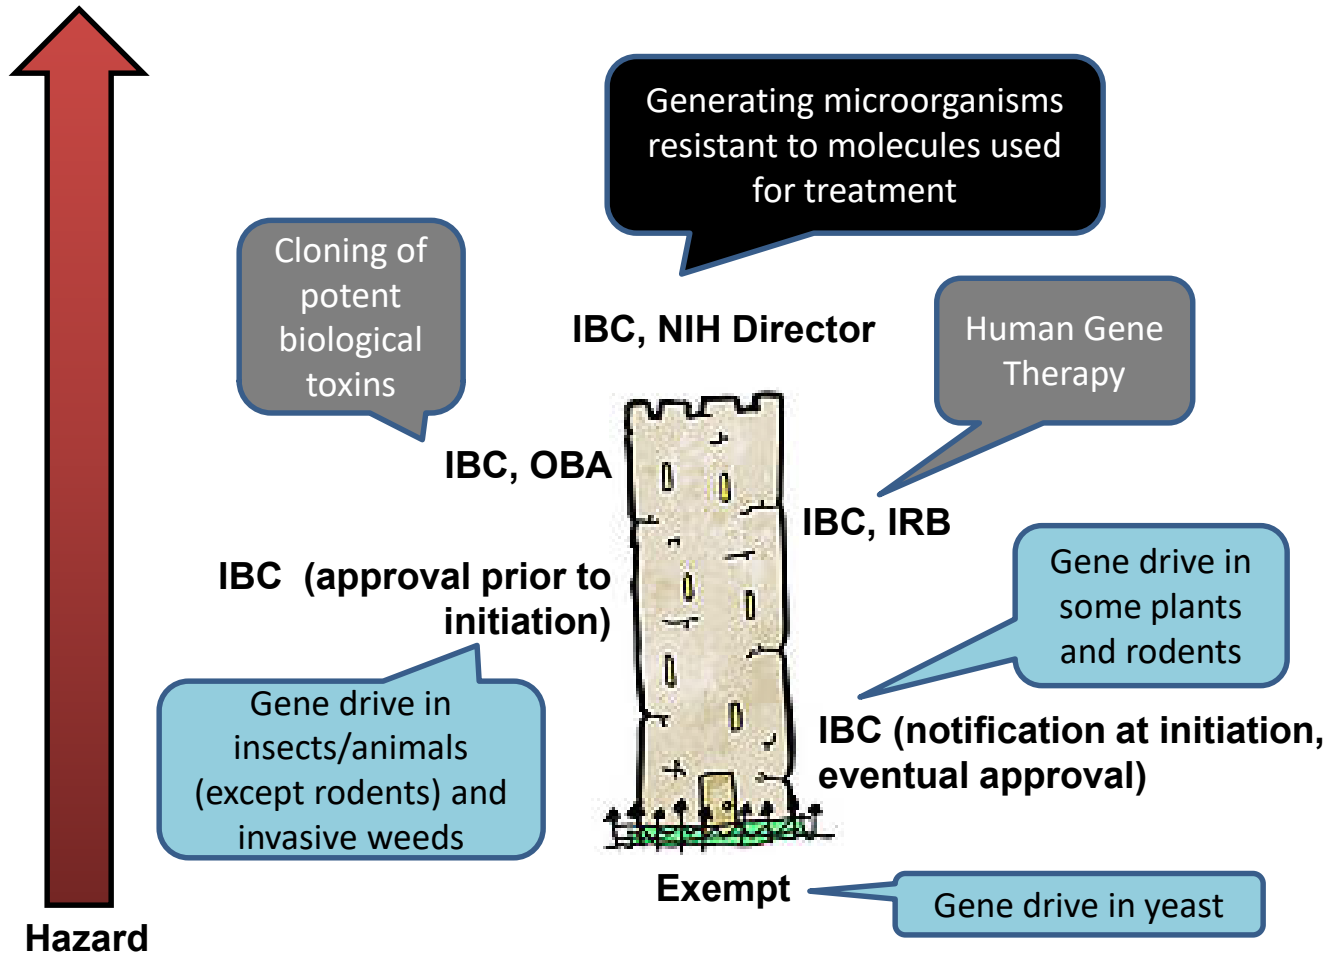 Generating microorganisms
resistant to molecules used
for treatment
Cloning of
potent
biological
toxins
IBC, NIH Director
Human Gene
Therapy
IBC, OBA
IBC, IRB
IBC  (approval prior to
initiation)
Gene drive in
some plants
and rodents
Gene drive in
insects/animals
(except rodents) and
invasive weeds
IBC (notification at initiation,
eventual approval)
Exempt
Gene drive in yeast
Hazard